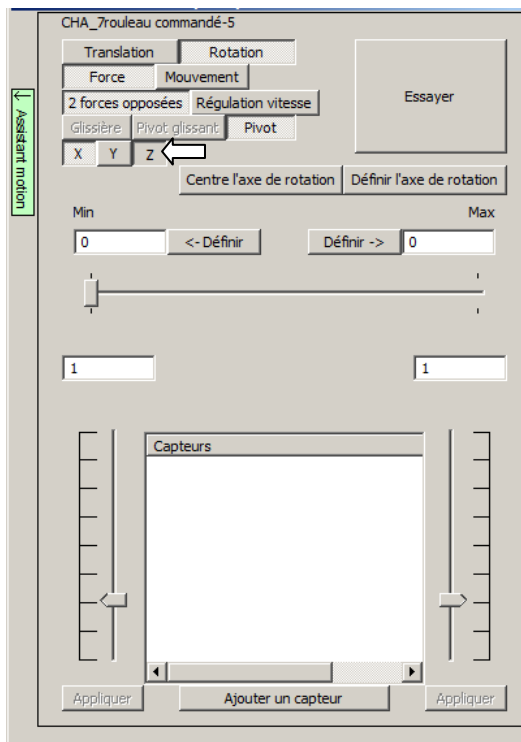 CHA_7rouleau commandé-5
Translation Rotation
Force Mouvement
Essayer
2 forces opposées Régulation vitesse
Glissière Pivot glissant Pivot
X Y Z
Assistant motion
Centre l'axe de rotation Définir l'axe de rotation
Min Max
0 <- Définir Définir -> 0
1 1
Capteurs
Appliquer Ajouter un capteur Appliquer